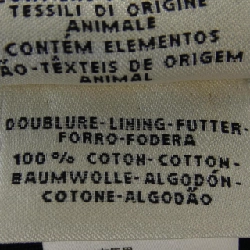 TESSILI DI ORIGINE
ANIMALE
CONTÉM ELEMENTOS
ÃO-TÊXTEIS DE ORIGEM
ANIMAL
DOUBLURE-LINING-FUTTER-
FORRO-FODERA
100 % COTON-COTTON-
BAUMWOLLE-ALGODÓN-
COTONE-ALGODÃO